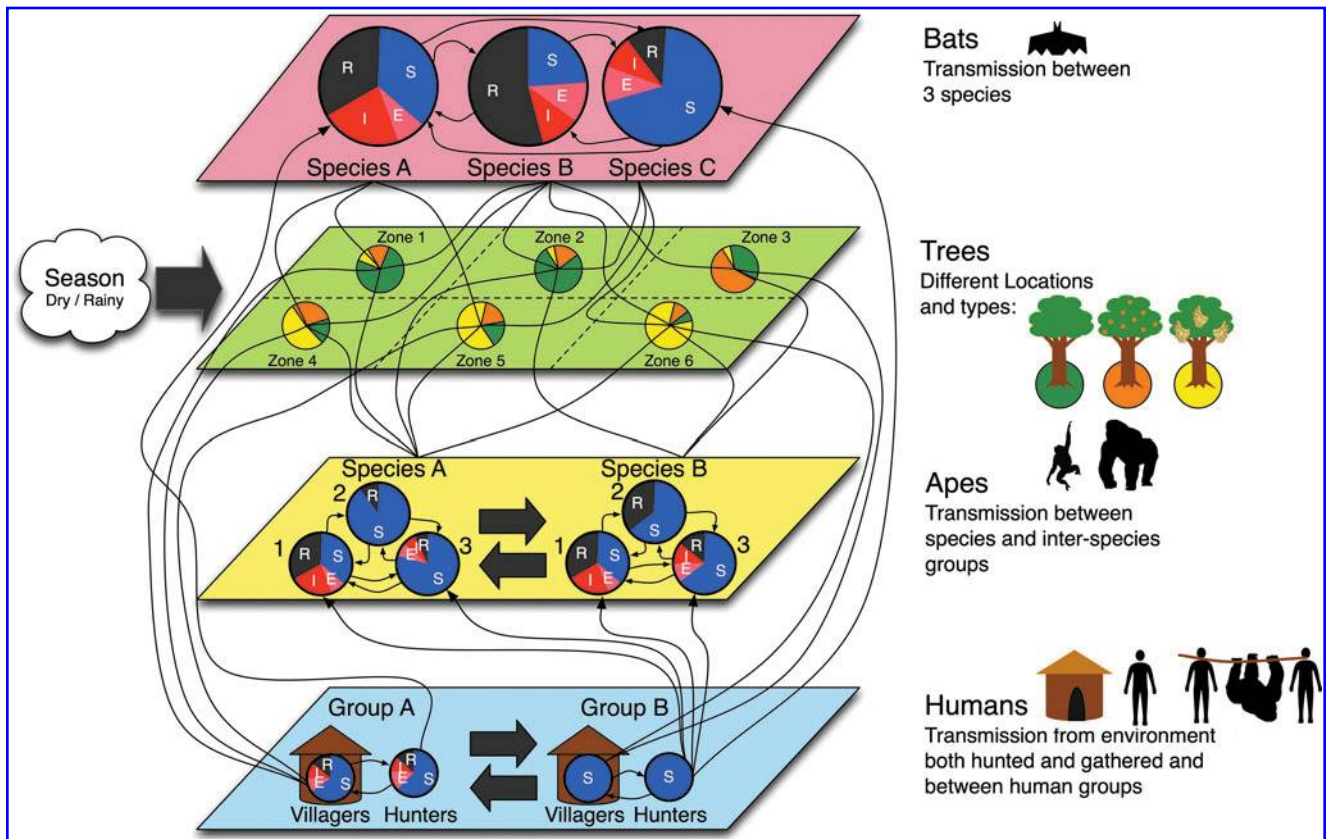 R
S
I
E
R
S
E
I
R
I
E
S
Species A
Species B
Species C
Bats
Transmission between
3 species
Season
Dry / Rainy
Zone 1
Zone 2
Zone 3
Zone 4
Zone 5
Zone 6
Trees
Different Locations
and types:
Species A
Species B
2
R
S
1
R
S
I
E
3
I
R
E
S
2
R
S
1
R
S
I
E
3
I
R
E
S
Apes
Transmission between
species and inter-species
groups
Group A
Group B
R
I
E
S
R
I
E
S
S
S
Villagers
Hunters
Villagers
Hunters
Humans
Transmission from environment
both hunted and gathered and
between human groups